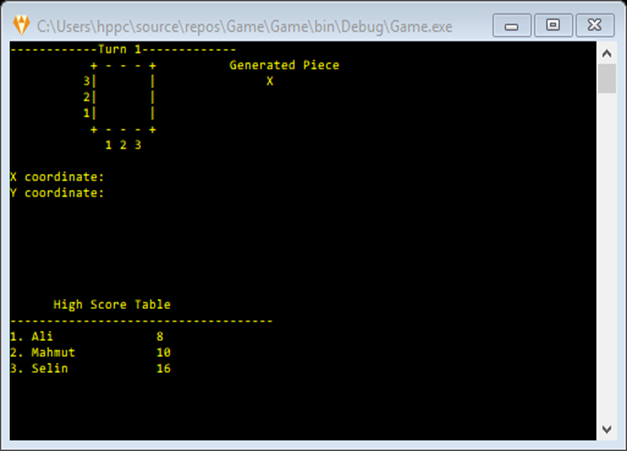 C:\Users\hppc\source\repos\Game\Game\bin\Debug\Game.exe
------------Turn 1-------------
+ - - - +          Generated Piece
3|       |               X
2|       |
1|       |
+ - - - +
1 2 3
X coordinate:
Y coordinate:
High Score Table
------------------------------------
1. Ali              8
2. Mahmut           10
3. Selin            16